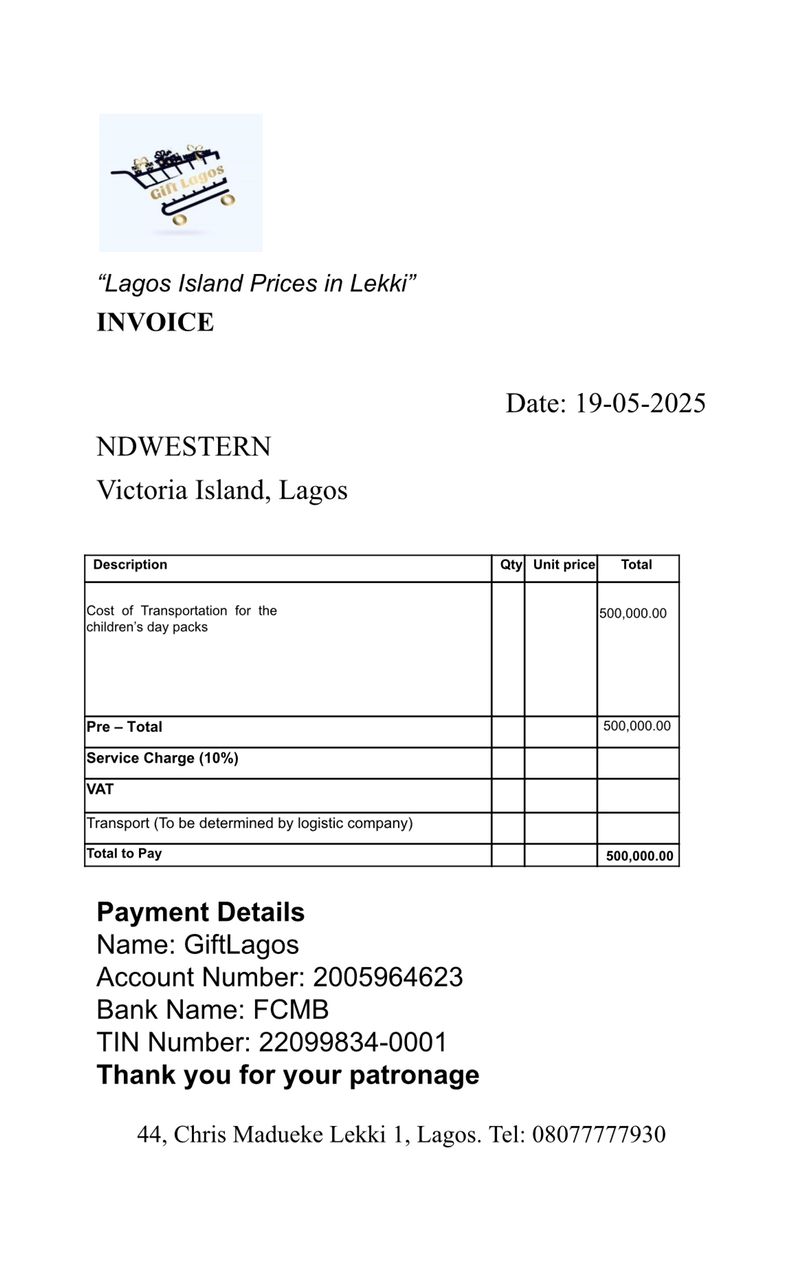 Gift Lagos
“Lagos Island Prices in Lekki”
INVOICE
Date: 19-05-2025
NDWESTERN
Victoria Island, Lagos
Description Qty Unit price Total
Cost of Transportation for the 500,000.00
children’s day packs
Pre – Total 500,000.00
Service Charge (10%)
VAT
Transport (To be determined by logistic company)
Total to Pay 500,000.00
Payment Details
Name: GiftLagos
Account Number: 2005964623
Bank Name: FCMB
TIN Number: 22099834-0001
Thank you for your patronage
44, Chris Madueke Lekki 1, Lagos. Tel: 08077777930